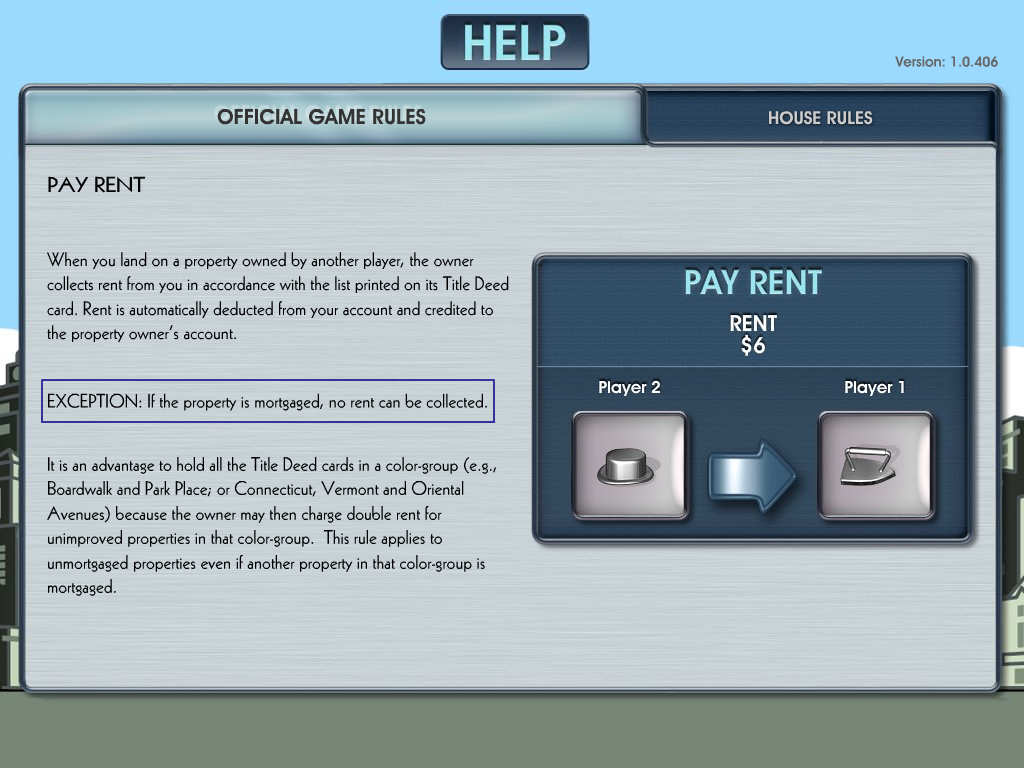 HELP
Version: 1.0.406
OFFICIAL GAME RULES
HOUSE RULES
PAY RENT
When you land on a property owned by another player, the owner
collects rent from you in accordance with the list printed on its Title Deed
card. Rent is automatically deducted from your account and credited to
the property owner's account.
EXCEPTION: If the property is mortgaged, no rent can be collected.
It is an advantage to hold all the Title Deed cards in a color-group (e.g.,
Boardwalk and Park Place; or Connecticut, Vermont and Oriental
Avenues) because the owner may then charge double rent for
unimproved properties in that color-group.  This rule applies to
unmortgaged properties even if another property in that color-group is
mortgaged.
PAY RENT
RENT
$6
Player 2
Player 1